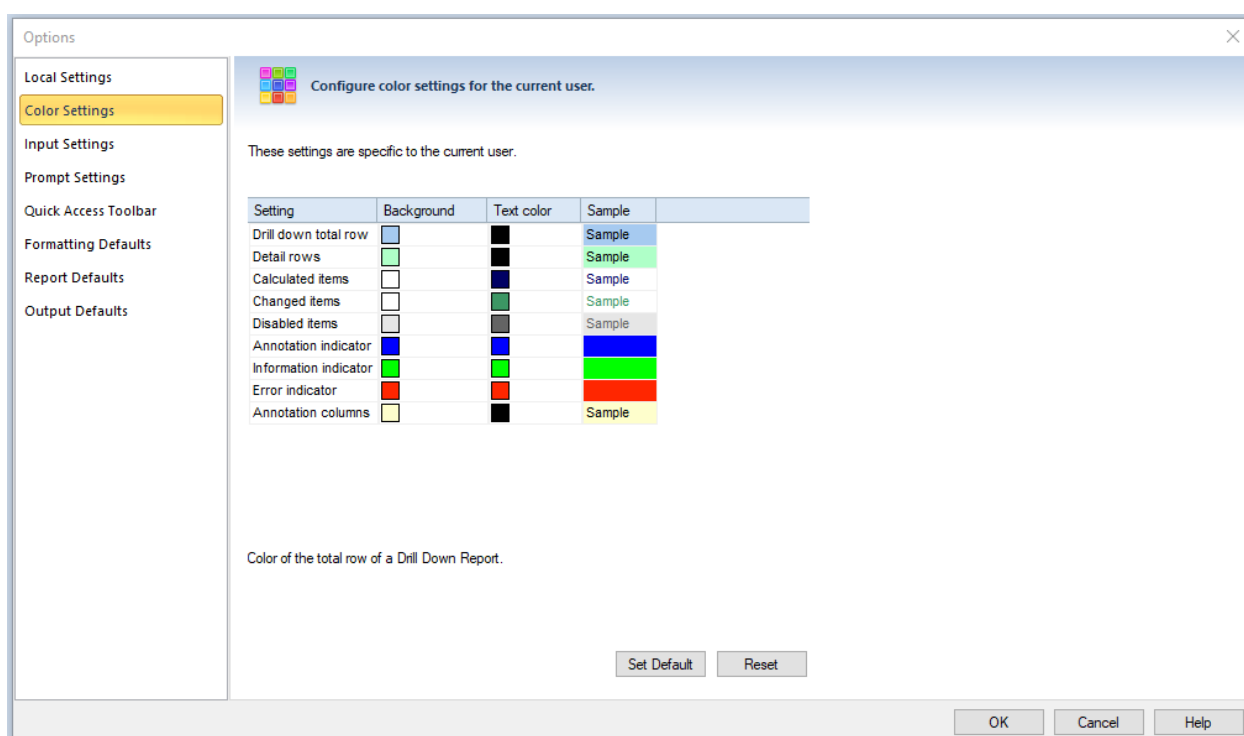 Options
Local Settings
Color Settings
Input Settings
Prompt Settings
Quick Access Toolbar
Formatting Defaults
Report Defaults
Output Defaults
Configure color settings for the current user.
These settings are specific to the current user.
Setting Background Text color Sample
Drill down total row Sample
Detail rows Sample
Calculated items Sample
Changed items Sample
Disabled items Sample
Annotation indicator
Information indicator
Error indicator
Annotation columns Sample
Color of the total row of a Drill Down Report.
Set Default Reset
OK Cancel Help